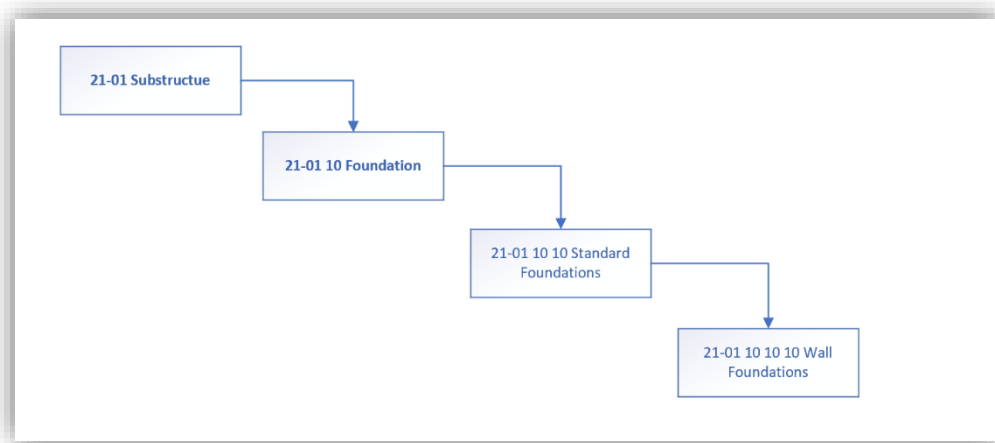 21-01 Substructue
21-01 10 Foundation
21-01 10 10 Standard
Foundations
21-01 10 10 10 Wall
Foundations